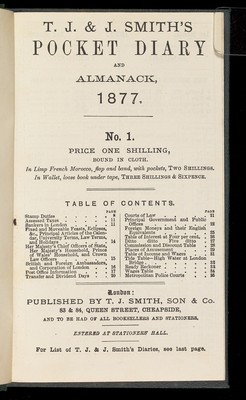 T. J. & J. SMITH'S
POCKET DIARY
AND
ALMANACK,
1877.
No. 1.
PRICE ONE SHILLING,
BOUND IN CLOTH.
In Limp French Morocco, flap and band, with pockets, TWO SHILLINGS.
In Wallet, loose book under tape, THREE SHILLINGS & SIXPENCE.
TABLE OF CONTENTS.
PAGE
Stamp Duties
Assessed Taxes
Bankers in London
Fixed and Movable Feasts, Eclipses,
&c., Principal Articles of the Calendar, University Terms, Law Terms,
and Holidays
Her Majesty's Chief Officers of State,
Her Majesty's Household, Prince
of Wales' Household, and Crown
Law Officers
British and Foreign Ambassadors,
and Corporation of London
Post Office Information
Transfer and Dividend Days
PAGE
Courts of Law
Principal Government and Public
Offices
Foreign Moneys and their English
Equivalents
Table of Interest at Four per cent.
Ditto ditto Five ditto
Commission and Discount Table
Places of Amusement
Table of Income and Wages
Tide Tables—High Water at London
Bridge
Ready Reckoner
Wages Table
Metropolitan Police Courts
London:
PUBLISHED BY T. J. SMITH, SON & Co.
83 & 84, QUEEN STREET, CHEAPSIDE,
AND TO BE HAD OF ALL BOOKSELLERS AND STATIONERS.
ENTERED AT STATIONERS' HALL.
For List of T. J. & J. Smith's Diaries, see last page.